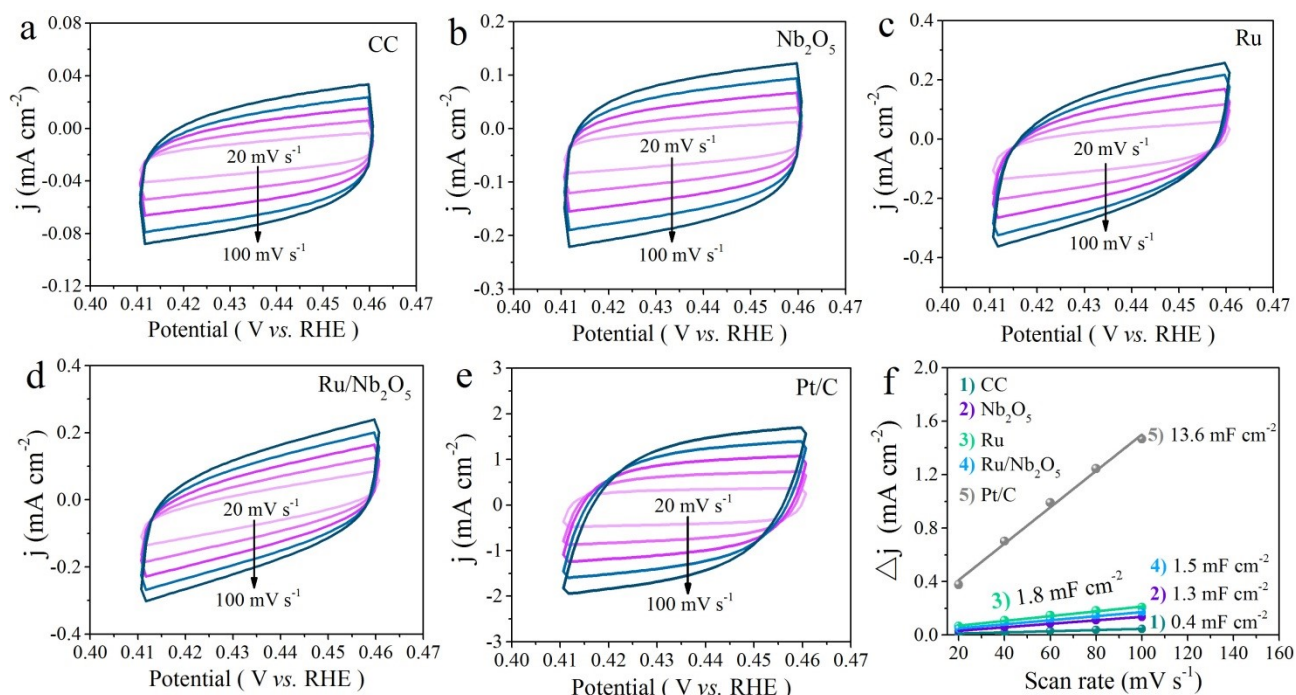 a
CC
j (mA cm⁻²)
0.08
0.04
0.00
-0.04
-0.08
-0.12
20 mV s⁻¹
100 mV s⁻¹
0.40 0.41 0.42 0.43 0.44 0.45 0.46 0.47
Potential ( V vs. RHE )
b
Nb₂O₅
j (mA cm⁻²)
0.2
0.1
0.0
-0.1
-0.2
-0.3
20 mV s⁻¹
100 mV s⁻¹
0.40 0.41 0.42 0.43 0.44 0.45 0.46 0.47
Potential ( V vs. RHE )
c
Ru
j (mA cm⁻²)
0.4
0.2
0.0
-0.2
-0.4
20 mV s⁻¹
100 mV s⁻¹
0.40 0.41 0.42 0.43 0.44 0.45 0.46 0.47
Potential ( V vs. RHE )
d
Ru/Nb₂O₅
j (mA cm⁻²)
0.4
0.2
0.0
-0.2
-0.4
20 mV s⁻¹
100 mV s⁻¹
0.40 0.41 0.42 0.43 0.44 0.45 0.46 0.47
Potential ( V vs. RHE )
e
Pt/C
j (mA cm⁻²)
3
2
1
0
-1
-2
-3
20 mV s⁻¹
100 mV s⁻¹
0.40 0.41 0.42 0.43 0.44 0.45 0.46 0.47
Potential ( V vs. RHE )
f
△j (mA cm⁻²)
2.0
1.6
1.2
0.8
0.4
0.0
1) CC
2) Nb₂O₅
3) Ru
4) Ru/Nb₂O₅
5) Pt/C
5) 13.6 mF cm⁻²
3) 1.8 mF cm⁻²
4) 1.5 mF cm⁻²
2) 1.3 mF cm⁻²
1) 0.4 mF cm⁻²
20 40 60 80 100 120 140 160
Scan rate (mV s⁻¹)